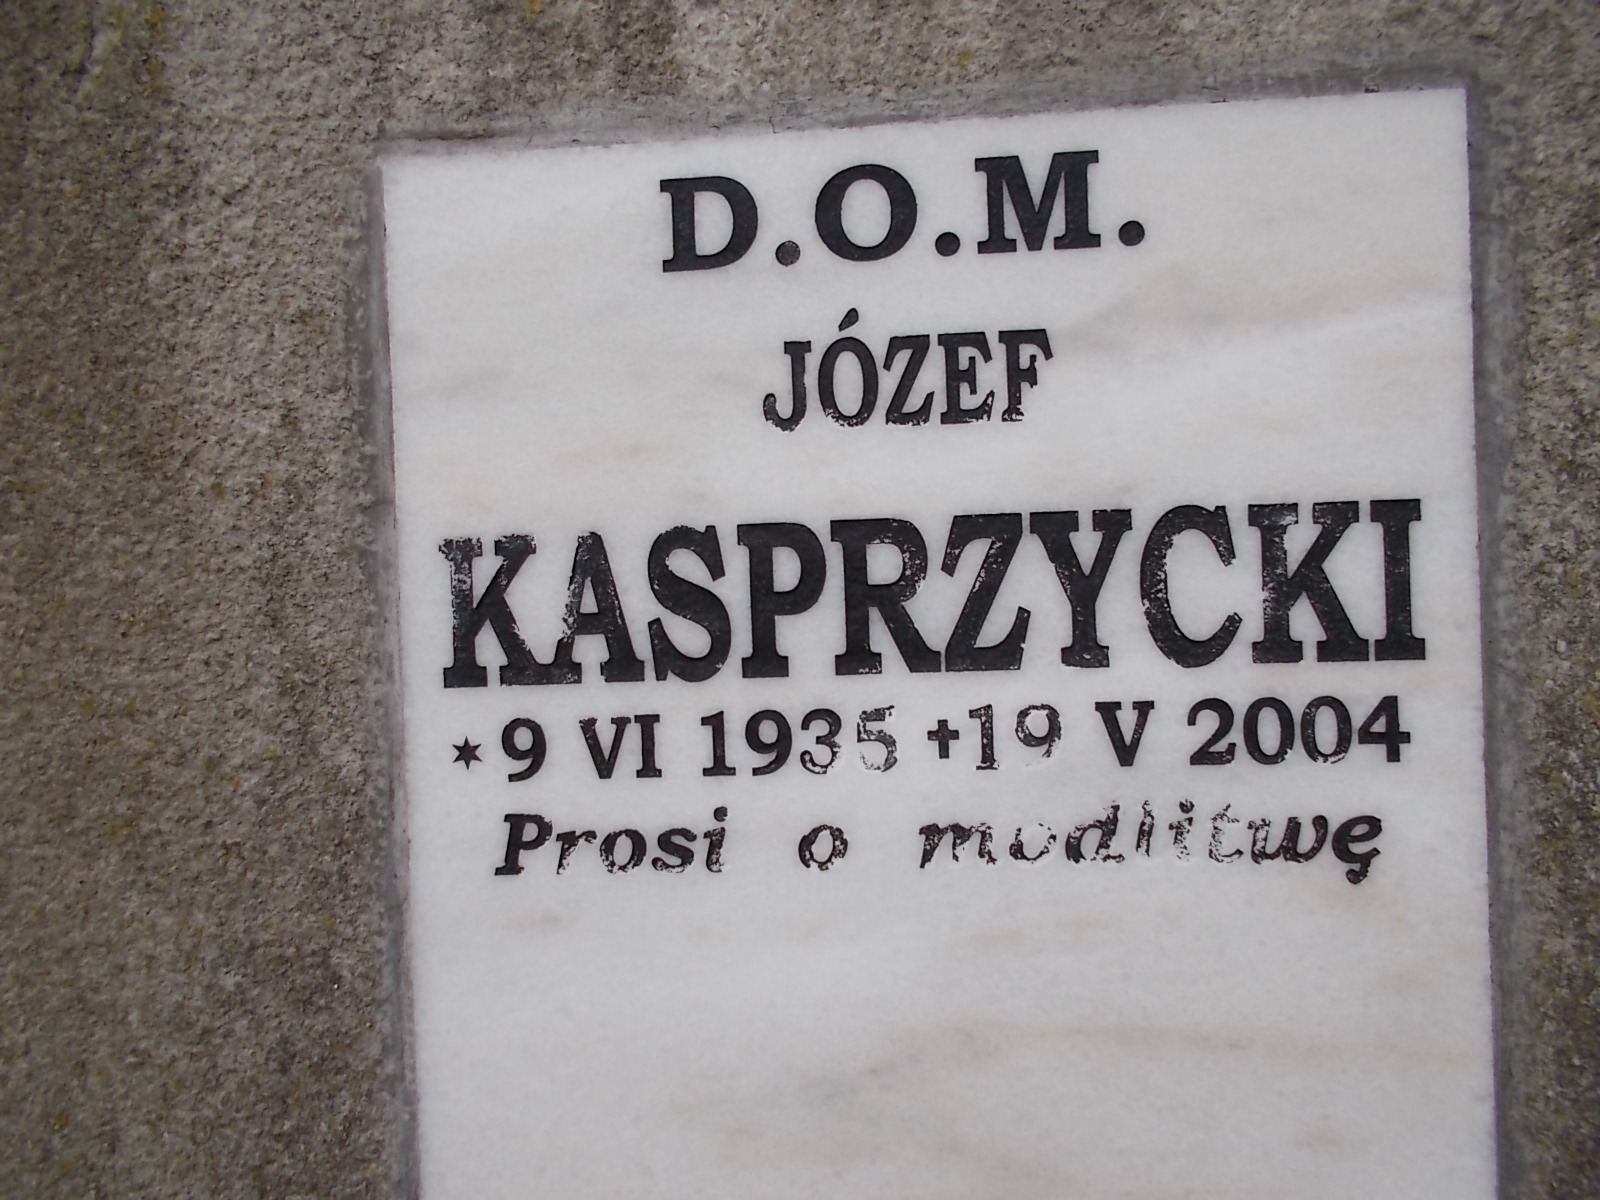 D.O.M.
JÓZEF
KASPRZYCKI
* 9 VI 1935 +19 V 2004
Prosi o modlitwę